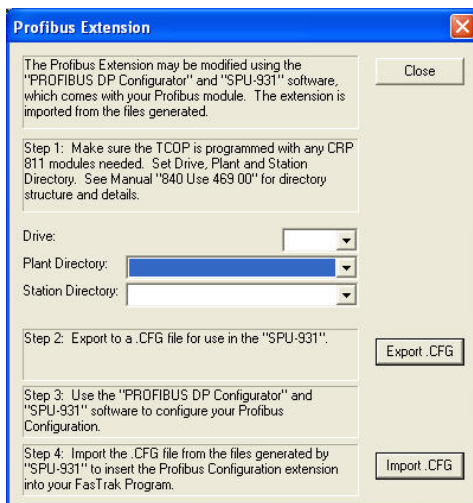 Profibus Extension
The Profibus Extension may be modified using the
"PROFIBUS DP Configurator" and "SPU-931" software,
which comes with your Profibus module. The extension is
imported from the files generated.
Close
Step 1: Make sure the TCOP is programmed with any CRP
811 modules needed. Set Drive, Plant and Station
Directory. See Manual "840 Use 469 00" for directory
structure and details.
Drive:
Plant Directory:
Station Directory:
Step 2: Export to a .CFG file for use in the "SPU-931".
Export .CFG
Step 3: Use the "PROFIBUS DP Configurator" and
"SPU-931" software to configure your Profibus
Configuration.
Step 4: Import the .CFG file from the files generated by
"SPU-931" to insert the Profibus Configuration extension
into your FasTrak Program.
Import .CFG